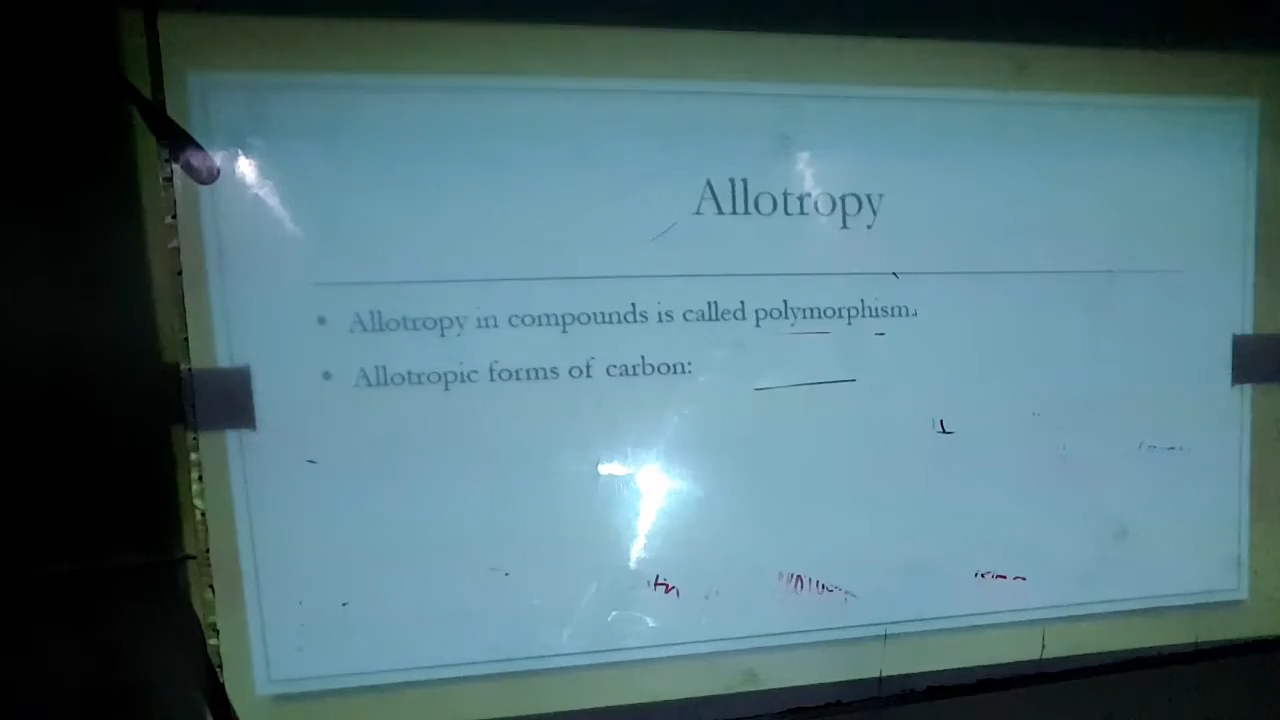 Allotropy
• Allotropy in compounds is called polymorphism.
• Allotropic forms of carbon: